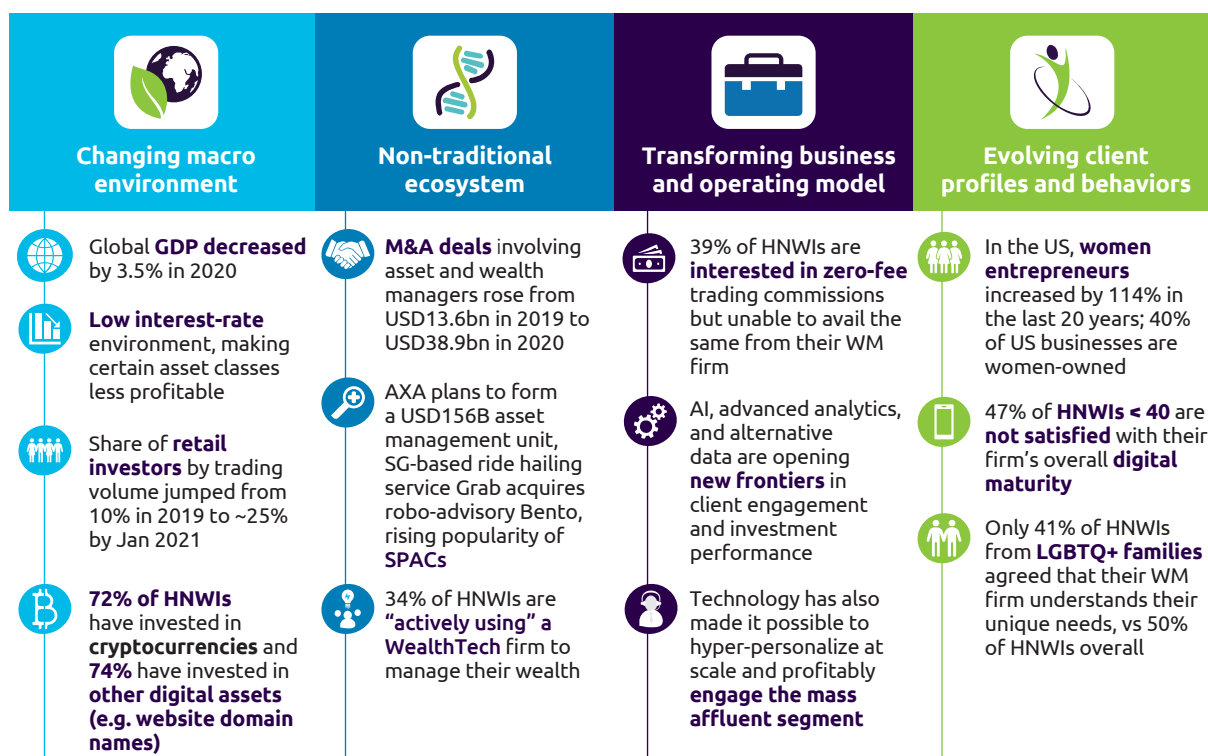 Changing macro
environment
Global GDP decreased
by 3.5% in 2020
Low interest-rate
environment, making
certain asset classes
less profitable
Share of retail
investors by trading
volume jumped from
10% in 2019 to ~25%
by Jan 2021
72% of HNWIs
have invested in
cryptocurrencies and
74% have invested in
other digital assets
(e.g. website domain
names)
Non-traditional
ecosystem
M&A deals involving
asset and wealth
managers rose from
USD13.6bn in 2019 to
USD38.9bn in 2020
AXA plans to form
a USD156B asset
management unit,
SG-based ride hailing
service Grab acquires
robo-advisory Bento,
rising popularity of
SPACs
34% of HNWIs are
“actively using” a
WealthTech firm to
manage their wealth
Transforming business
and operating model
39% of HNWIs are
interested in zero-fee
trading commissions
but unable to avail the
same from their WM
firm
AI, advanced analytics,
and alternative
data are opening
new frontiers in
client engagement
and investment
performance
Technology has also
made it possible to
hyper-personalize at
scale and profitably
engage the mass
affluent segment
Evolving client
profiles and behaviors
In the US, women
entrepreneurs
increased by 114% in
the last 20 years; 40%
of US businesses are
women-owned
47% of HNWIs < 40 are
not satisfied with their
firm’s overall digital
maturity
Only 41% of HNWIs
from LGBTQ+ families
agreed that their WM
firm understands their
unique needs, vs 50%
of HNWIs overall